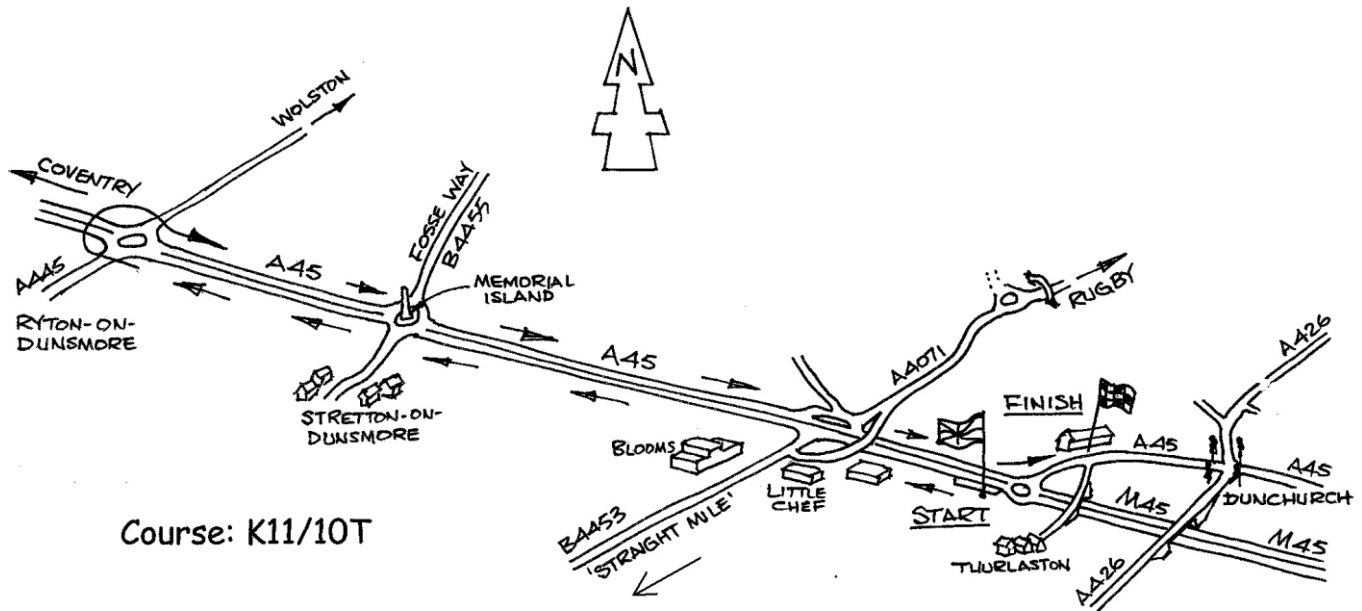 N
WOLSTON
COVENTRY
FOSSE WAY
B4455
A45
A445
MEMORIAL
ISLAND
RYTON-ON-
DUNSMORE
RUGBY
A426
A4071
A45
STRETTON-ON-
DUNSMORE
FINISH
BLOOMS
A45
A45
LITTLE
CHEF
START
M45
DUNCHURCH
Course: K11/10T
B4453
'STRAIGHT MILE'
THURLASTON
M45
A426